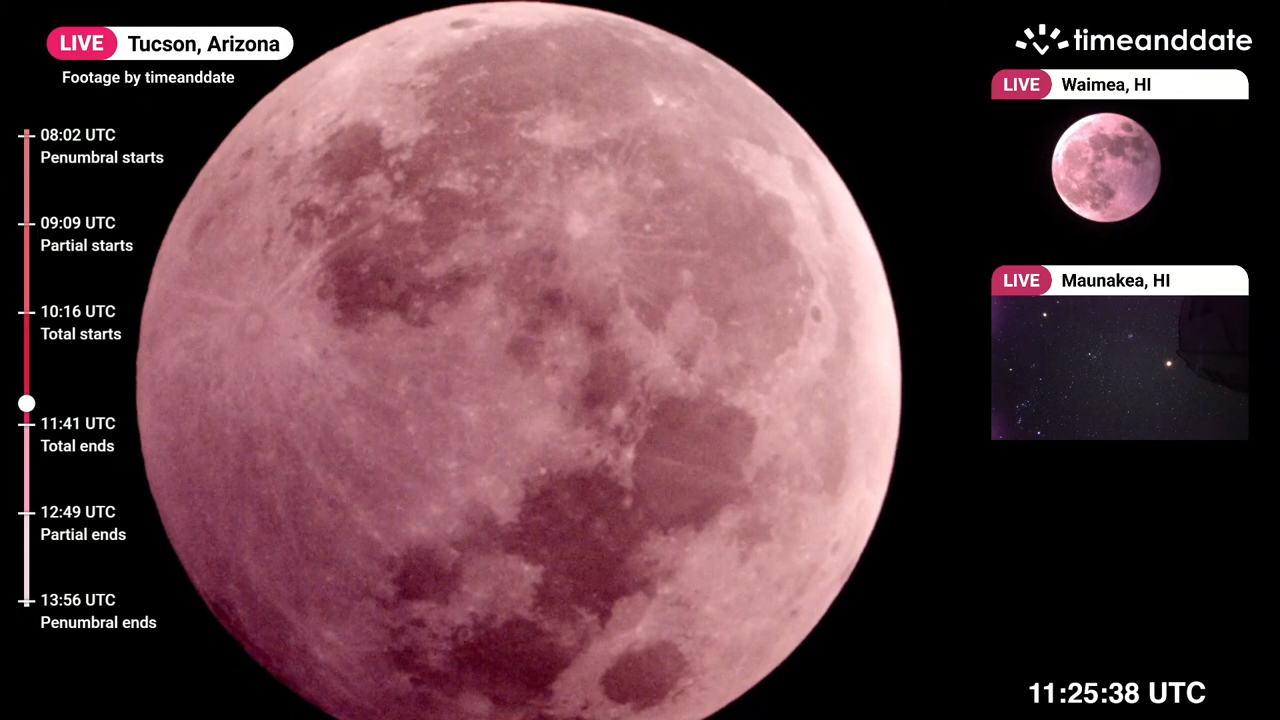 LIVE Tucson, Arizona
Footage by timeanddate
08:02 UTC
Penumbral starts
09:09 UTC
Partial starts
10:16 UTC
Total starts
11:41 UTC
Total ends
12:49 UTC
Partial ends
13:56 UTC
Penumbral ends
timeanddate
LIVE Waimea, HI
LIVE Maunakea, HI
11:25:38 UTC